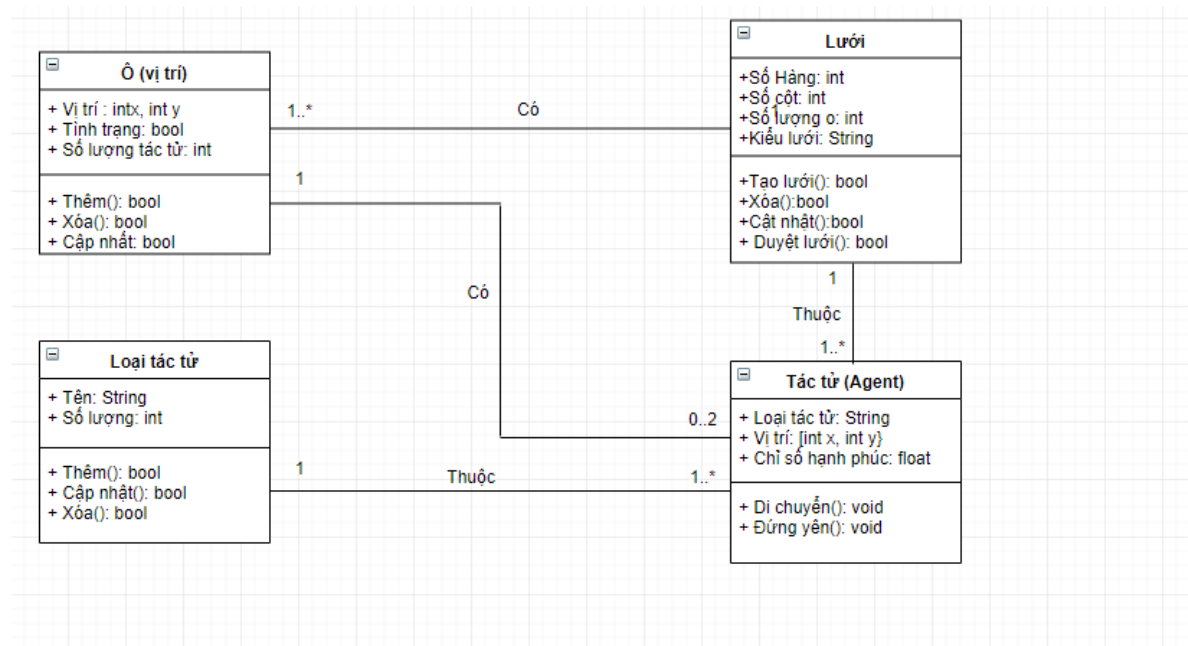 Ô (vị trí)
+ Vị trí : intx, int y
+ Tình trạng: bool
+ Số lượng tác tử: int
+ Thêm(): bool
+ Xóa(): bool
+ Cập nhất: bool
1..*
Có
1
Lưới
+Số Hàng: int
+Số cột: int
+Số lượng o: int
+Kiểu lưới: String
+Tạo lưới(): bool
+Xóa():bool
+Cật nhật():bool
+ Duyệt lưới(): bool
1
Có
0..2
1
Thuộc
1..*
Loại tác tử
+ Tên: String
+ Số lượng: int
+ Thêm(): bool
+ Cập nhật(): bool
+ Xóa(): bool
1
Thuộc
1..*
Tác tử (Agent)
+ Loại tác tử: String
+ Vị trí: [int x, int y}
+ Chỉ số hạnh phúc: float
+ Di chuyển(): void
+ Đứng yên(): void